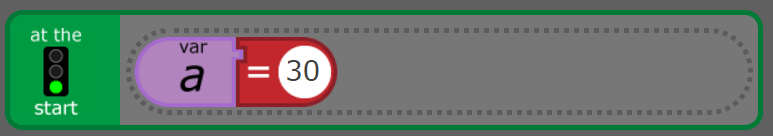 at the
start
var
a = 30